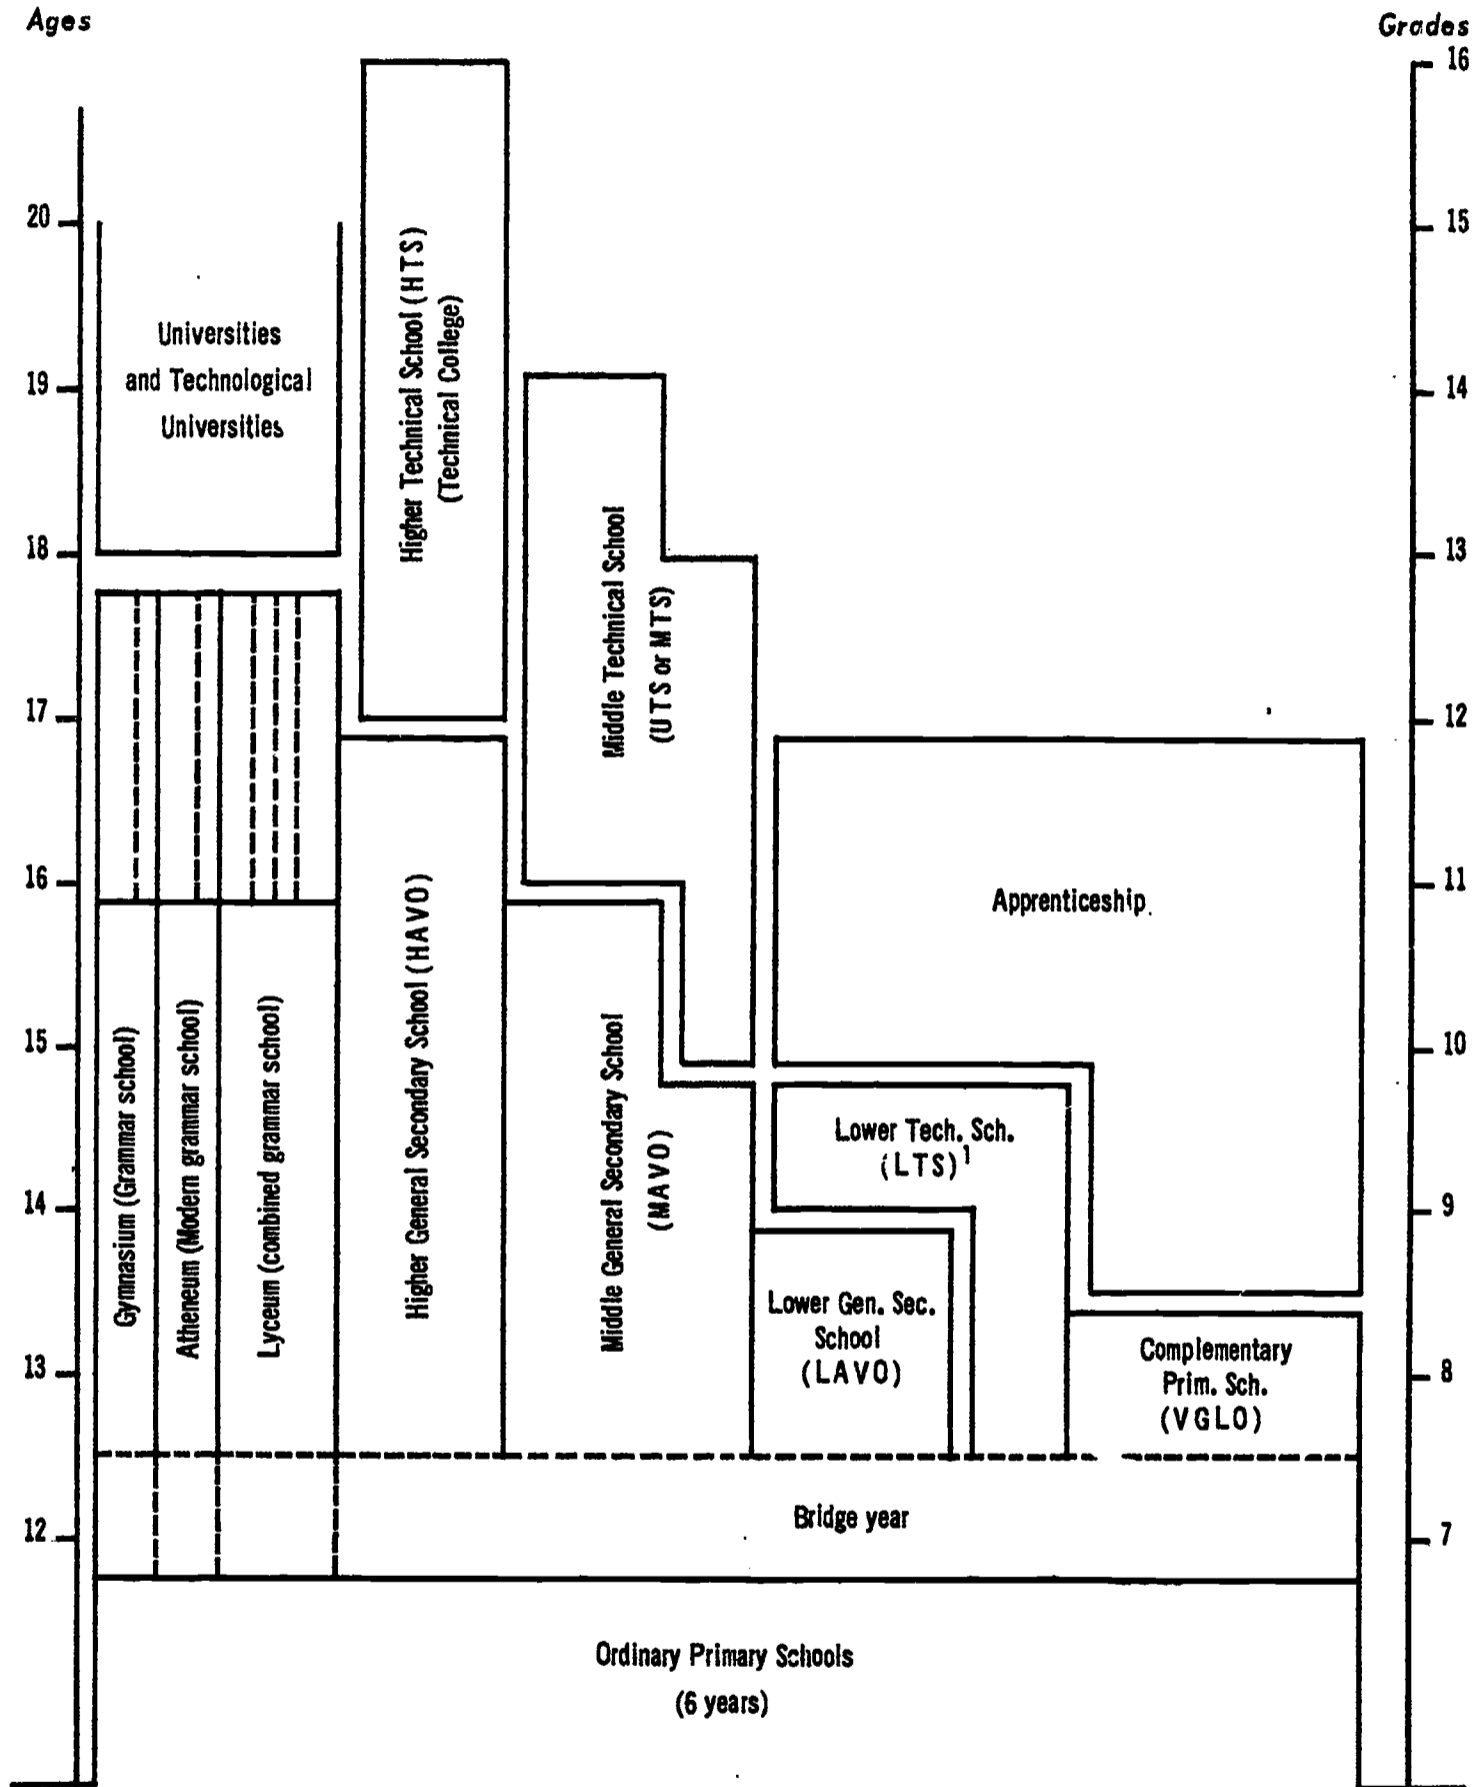 Ages
Grades
16
20
15
Universities
and Technological
Universities
Higher Technical School (HTS)
(Technical College)
19
14
18
13
Middle Technical School
(UTS or MTS)
17
12
16
11
Apprenticeship
Gymnasium (Grammar school)
Atheneum (Modern grammar school)
Lyceum (combined grammar school)
Higher General Secondary School (HAVO)
Middle General Secondary School
(MAVO)
15
10
Lower Tech. Sch.
(LTS)1
14
9
Lower Gen. Sec.
School
(LAVO)
13
8
Complementary
Prim. Sch.
(VGLO)
12
7
Bridge year
Ordinary Primary Schools
(6 years)